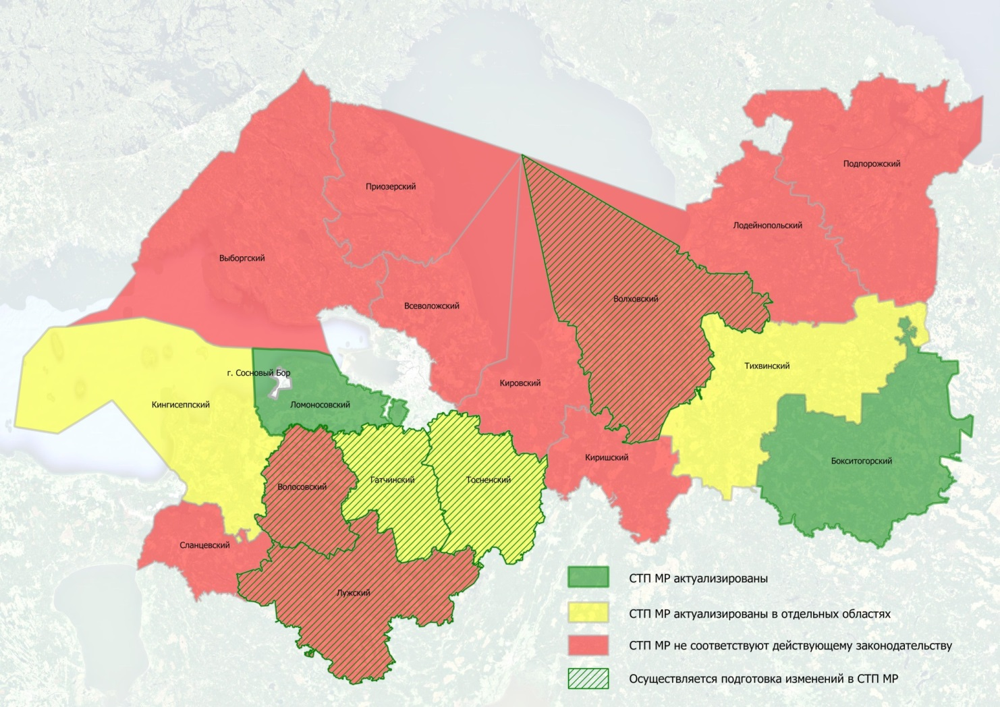 Подпорожский
Приозерский
Лодейнопольский
Выборгский
Волховский
Всеволожский
Тихвинский
г. Сосновый Бор
Кировский
Кингисеппский
Ломоносовский
Киришский
Бокситогорский
Волосовский
Гатчинский
Тосненский
Сланцевский
Лужский
СТП МР актуализированы
СТП МР актуализированы в отдельных областях
СТП МР не соответствуют действующему законодательству
Осуществляется подготовка изменений в СТП МР